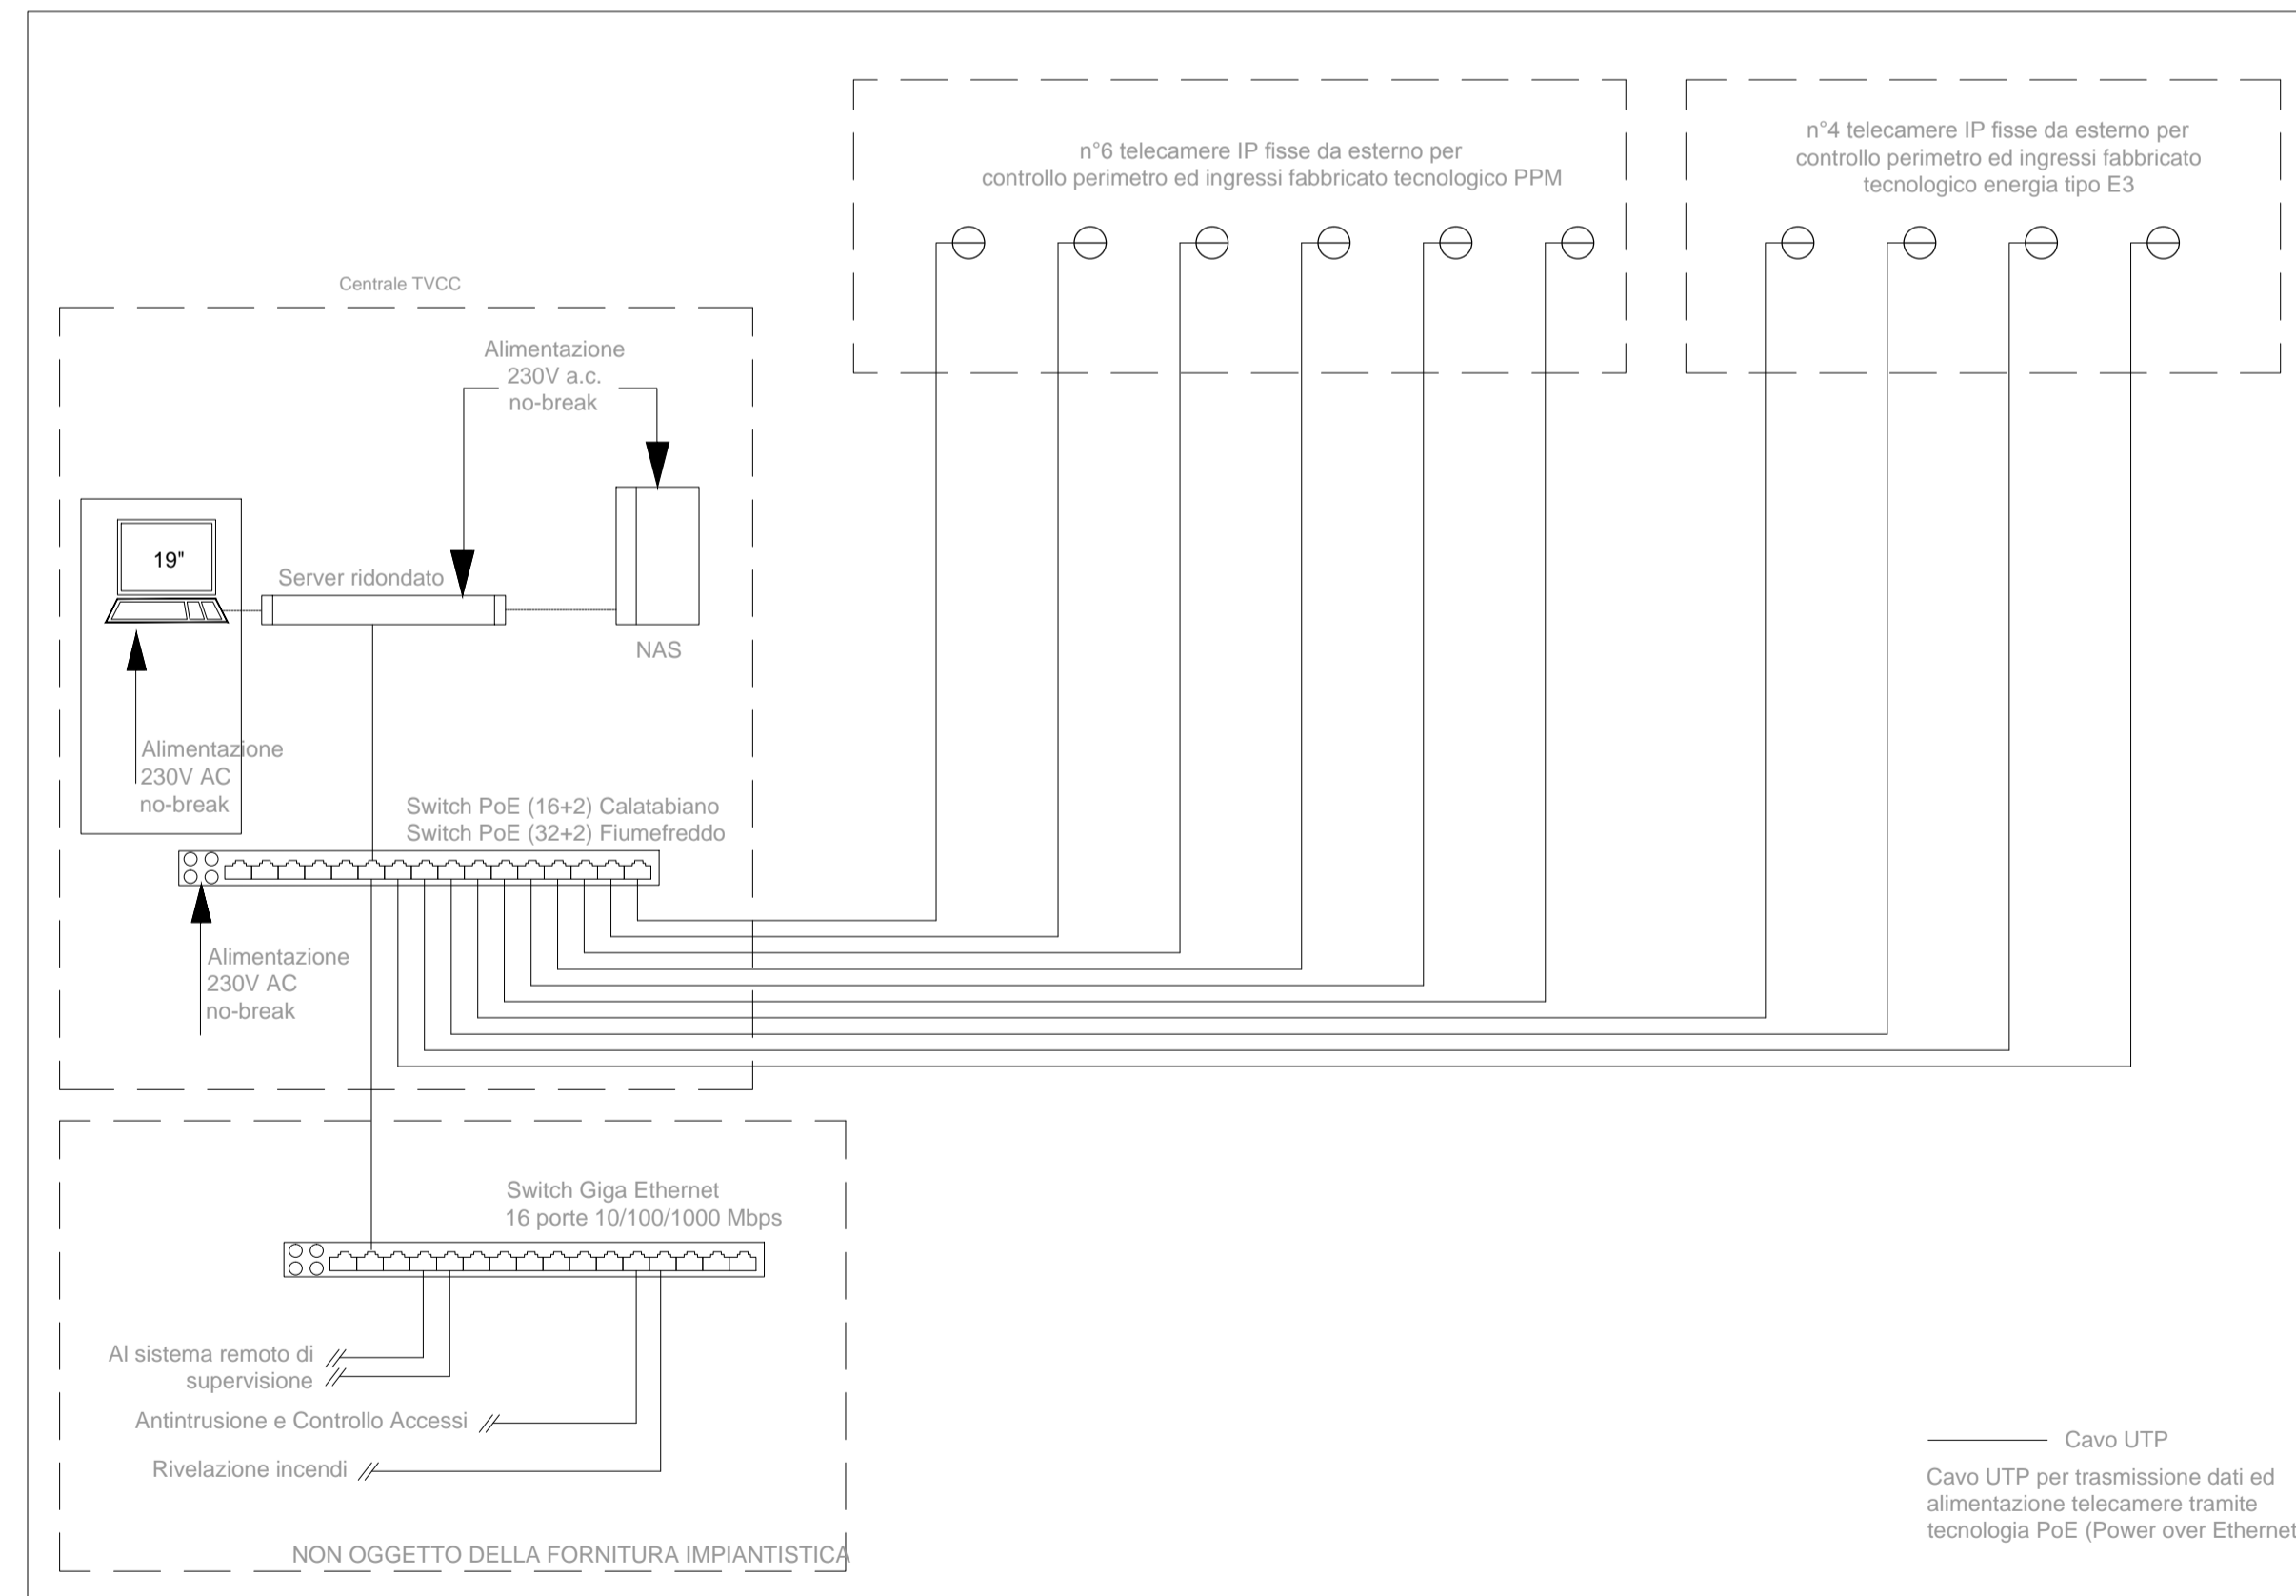 n°6 telecamere IP fisse da esterno per
controllo perimetro ed ingressi fabbricato tecnologico PPM
n°4 telecamere IP fisse da esterno per
controllo perimetro ed ingressi fabbricato
tecnologico energia tipo E3
Centrale TVCC
Alimentazione
230V a.c.
no-break
19"
Server ridondato
NAS
Alimentazione
230V AC
no-break
Switch PoE (16+2) Calatabiano
Switch PoE (32+2) Fiumefreddo
Alimentazione
230V AC
no-break
Switch Giga Ethernet
16 porte 10/100/1000 Mbps
Al sistema remoto di
supervisione
Antintrusione e Controllo Accessi
Rivelazione incendi
NON OGGETTO DELLA FORNITURA IMPIANTISTICA
Cavo UTP
Cavo UTP per trasmissione dati ed
alimentazione telecamere tramite
tecnologia PoE (Power over Ethernet